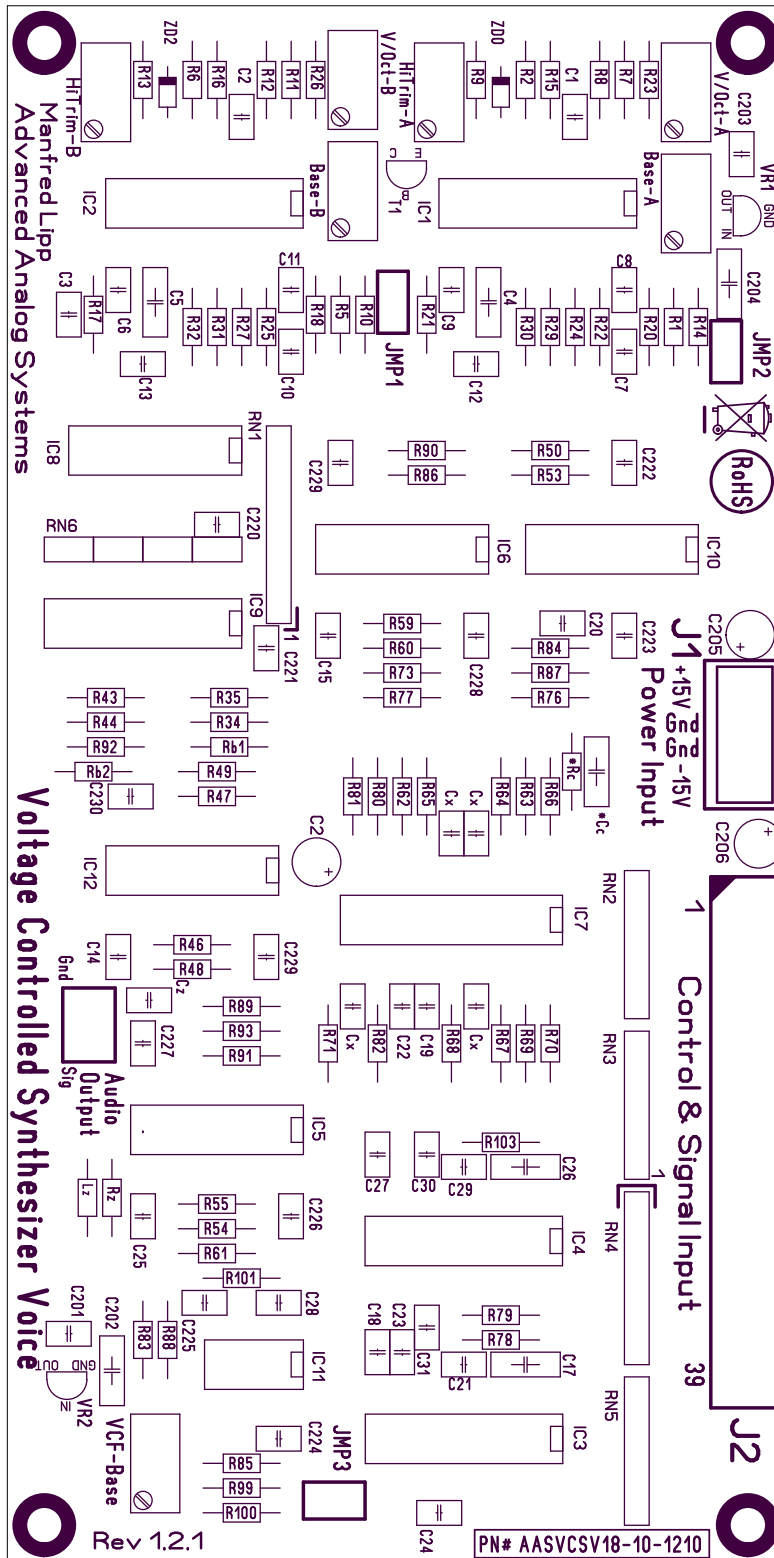 ZD2
R13
R6
R16
C2
R12
R11
R26
V/Oct-B
HiTrim-A
HiTrim-B
ZD0
R9
R2
R15
C1
R8
R7
R23
V/Oct-A
C203
VR1
GND
OUT
IN
Manfred Lipp
Advanced Analog Systems
IC2
Base-B
E
C
B
T1
IC1
Base-A
C3
R17
C6
C5
R32
R31
R27
R25
C11
C10
R18
R5
R10
JMP1
R21
C9
C4
R30
R29
R24
R22
C8
C7
R20
R1
R14
C204
JMP2
C13
C12
RN1
IC8
C229
R90
R86
R50
R53
C222
RoHS
RN6
C220
IC6
IC10
IC9
1
C221
C15
R59
R60
R73
R77
C228
C20
R84
R87
R76
C223
C205
J1
+15V
Gnd
Gnd
-15V
Power Input
R43
R44
R92
Rb2
R35
R34
Rb1
R49
R47
C230
R81
R80
R62
R65
Cx
Cx
R64
R63
R66
*Rc
*Cc
C206
IC12
C2
+
IC7
RN2
1
Control & Signal Input
39
J2
C14
Gnd
R46
R48
C229
Cz
C227
R89
R93
R91
Sig
Audio
Output
R71
Cx
R82
C22
C19
R68
Cx
R67
R69
R70
RN3
IC5
C27
C30
R103
C29
C26
1
Lz
Rz
C25
R55
R54
R61
C226
IC4
RN4
R101
C28
C225
C201
C202
R83
R88
IC11
C18
C23
C31
R79
R78
C21
C17
GND
OUT
IN
VR2
VCF-Base
C224
JMP3
IC3
RN5
R85
R99
R100
C24
Voltage Controlled Synthesizer Voice
Rev 1.2.1
PN# AASVCSV18-10-1210